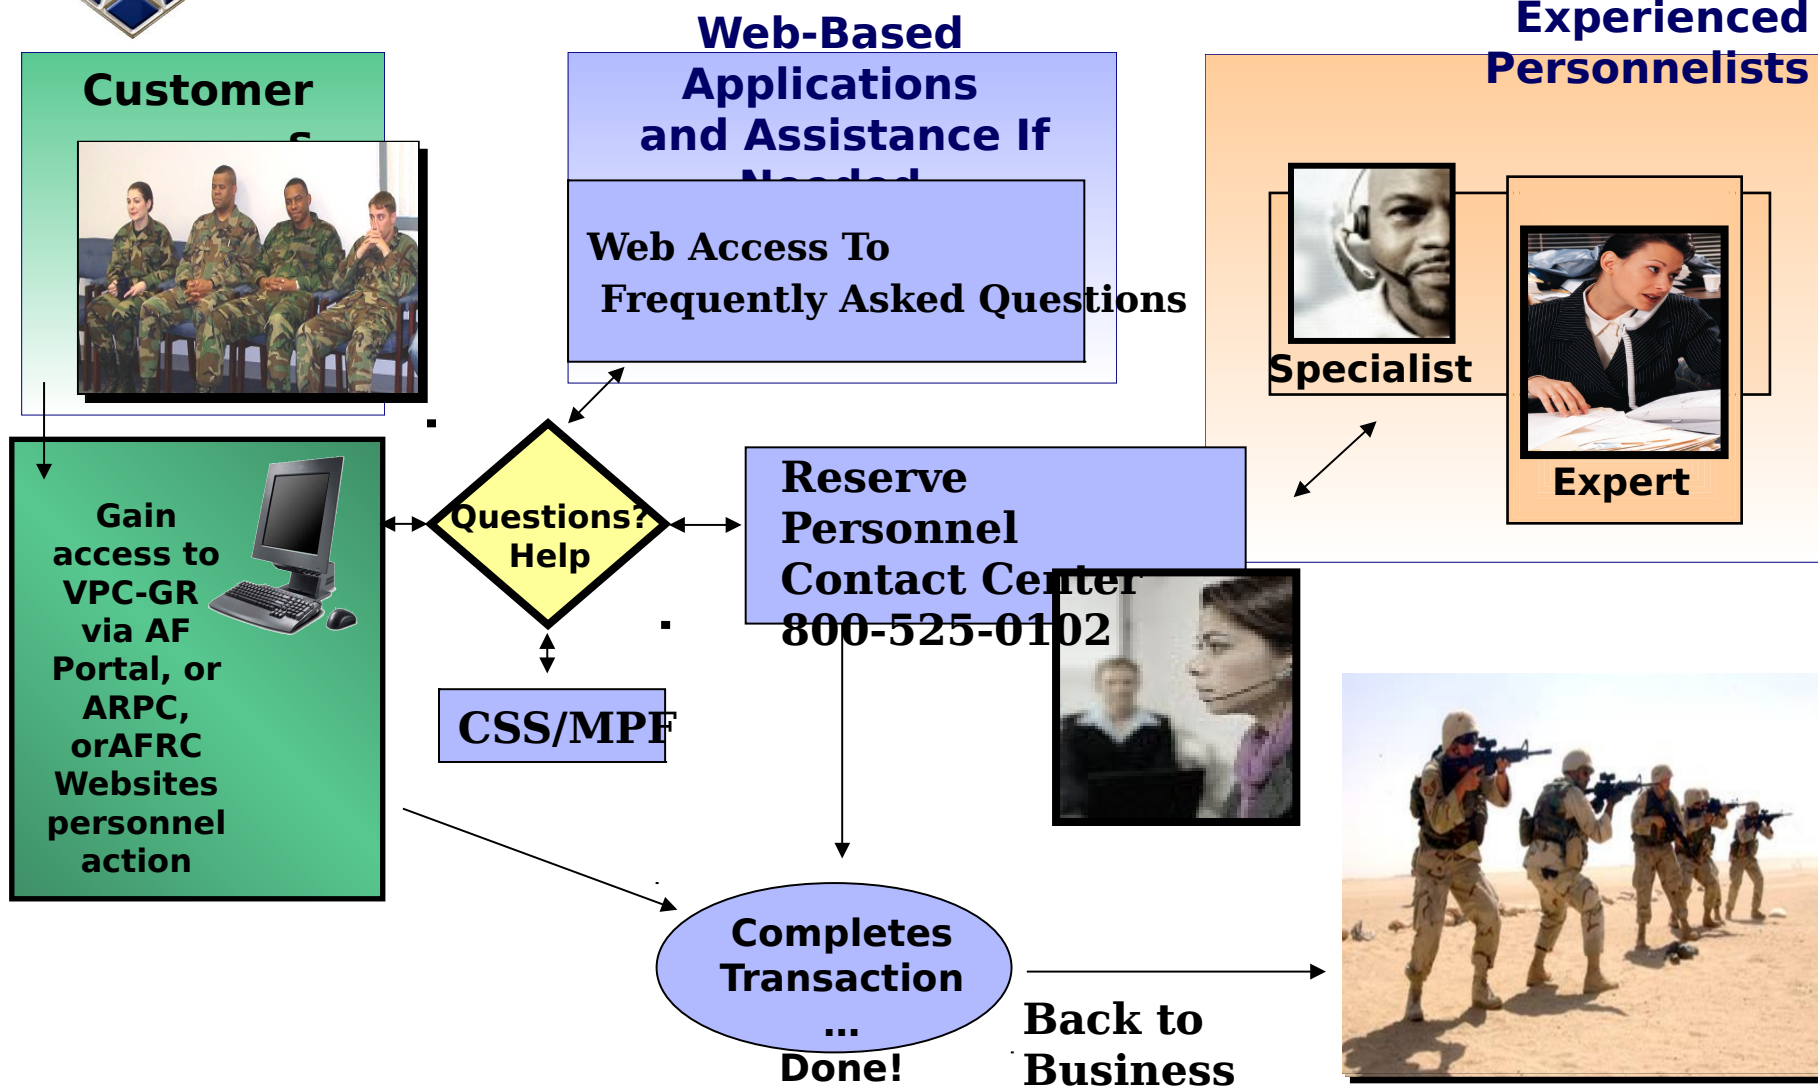 Customer
s
Web-Based
Applications
and Assistance If
Needed
Experienced
Personnelists
Web Access To
Frequently Asked Questions
Specialist
Expert
Gain
access to
VPC-GR
via AF
Portal, or
ARPC,
orAFRC
Websites
personnel
action
Questions?
Help
Reserve
Personnel
Contact Center
800-525-0102
CSS/MPF
Completes
Transaction
…
Done!
Back to
Business